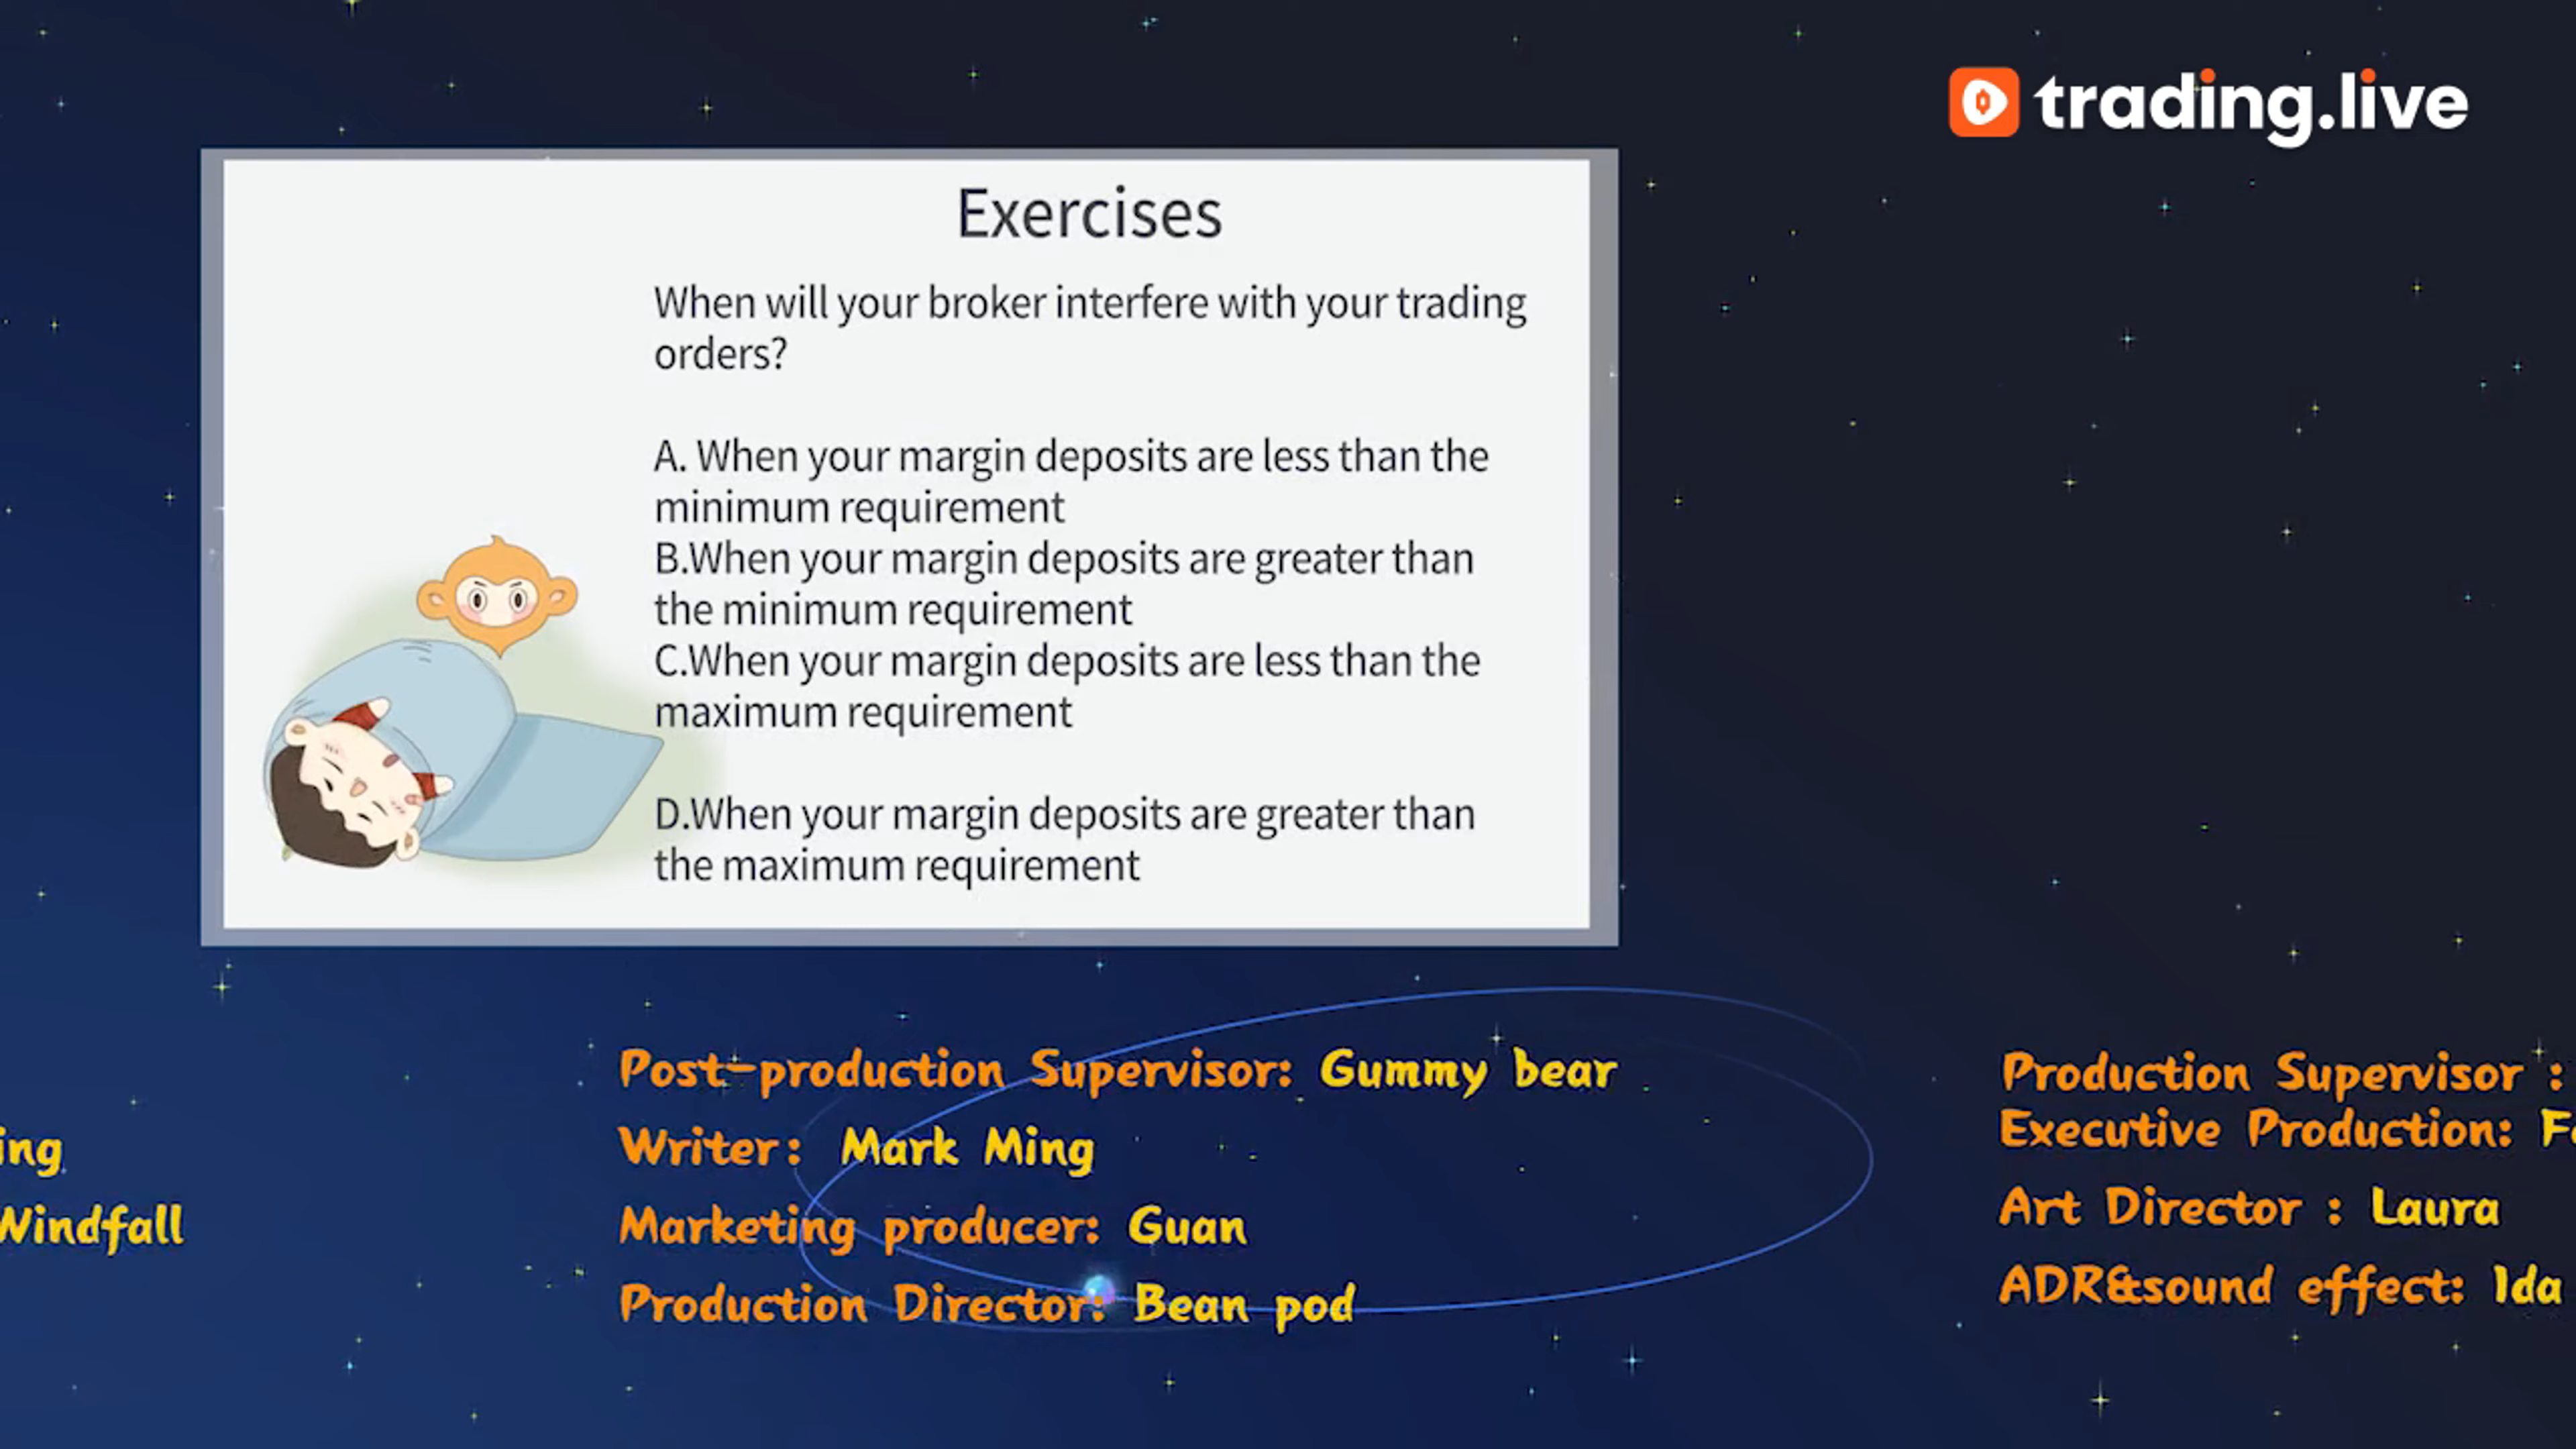 trading.live
Exercises
When will your broker interfere with your trading
orders?
A. When your margin deposits are less than the
minimum requirement
B.When your margin deposits are greater than
the minimum requirement
C.When your margin deposits are less than the
maximum requirement
D.When your margin deposits are greater than
the maximum requirement
ing
Windfall
Post-production Supervisor: Gummy bear
Writer: Mark Ming
Marketing producer: Guan
Production Director: Bean pod
Production Supervisor :
Executive Production:
Art Director : Laura
ADR&sound effect: Ida